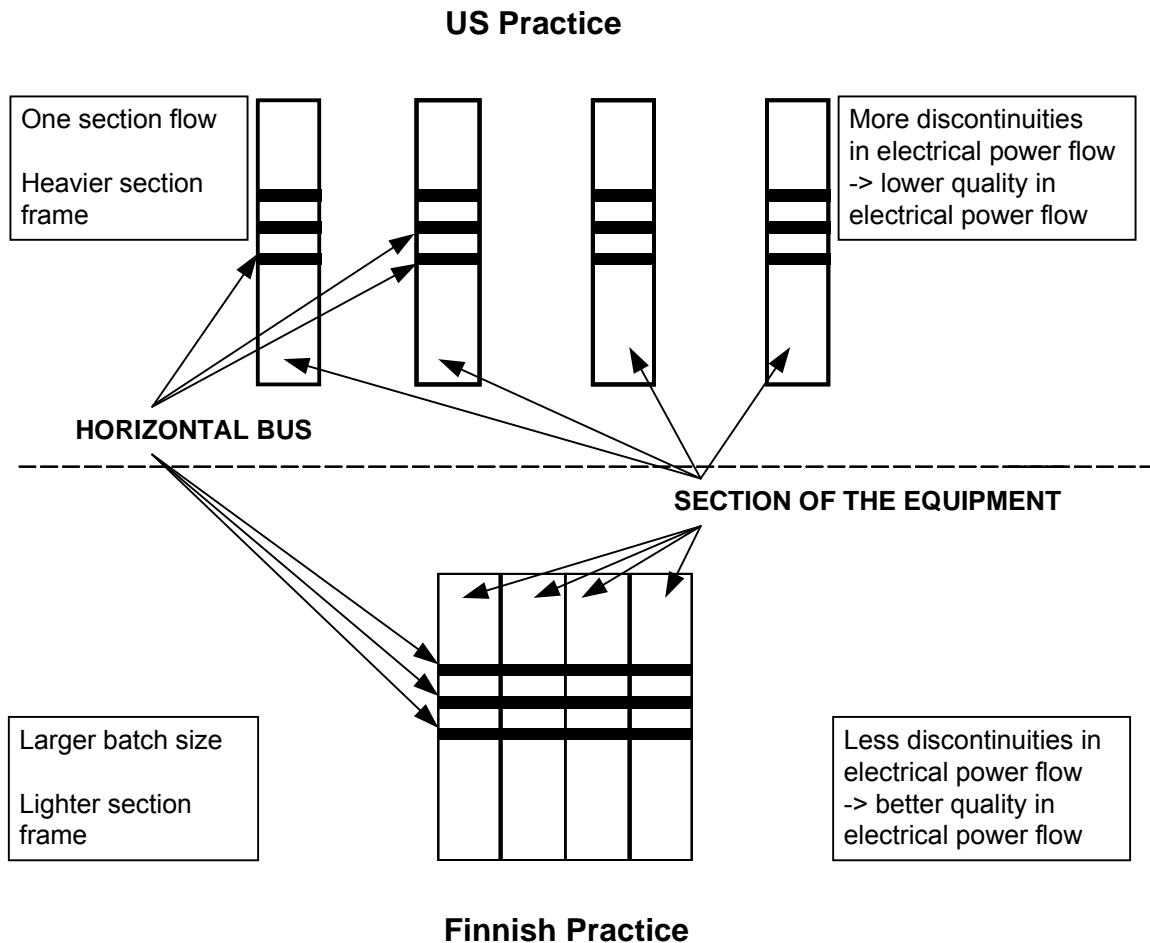 US Practice
One section flow
Heavier section
frame
More discontinuities
in electrical power flow
-> lower quality in
electrical power flow
HORIZONTAL BUS
SECTION OF THE EQUIPMENT
Larger batch size
Lighter section
frame
Less discontinuities in
electrical power flow
-> better quality in
electrical power flow
Finnish Practice